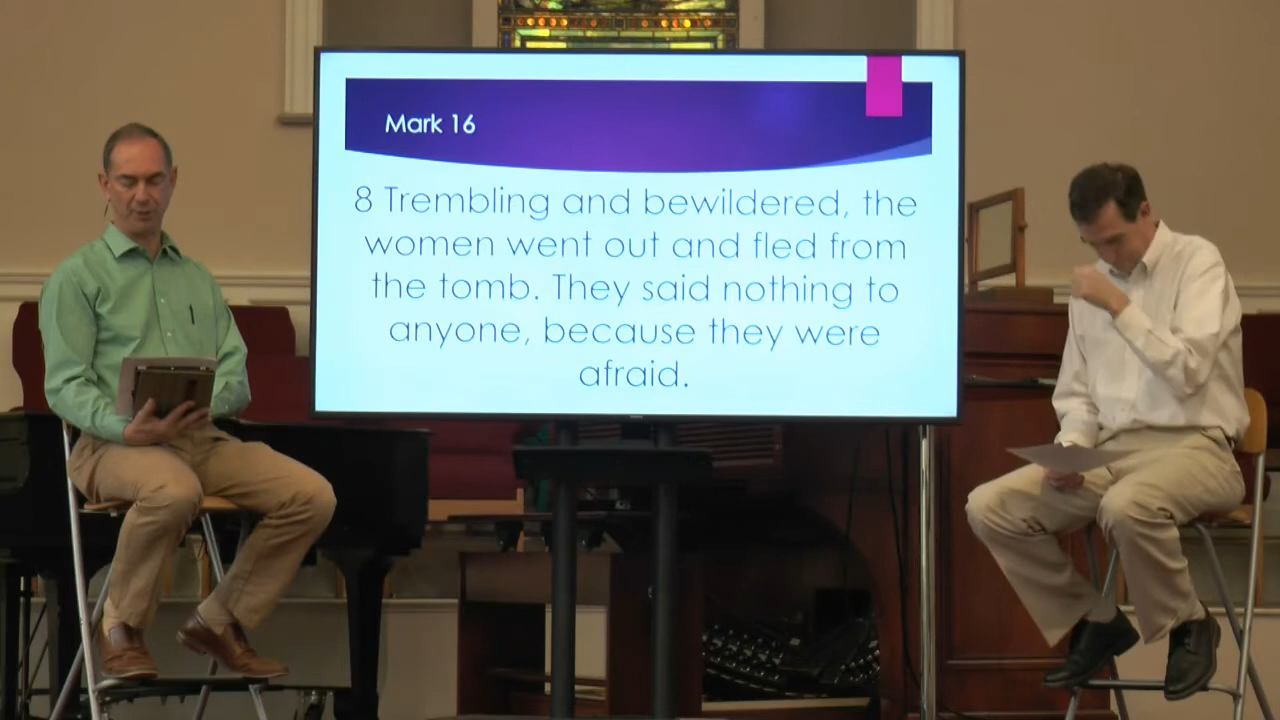 Mark 16
8 Trembling and bewildered, the
women went out and fled from
the tomb. They said nothing to
anyone, because they were
afraid.